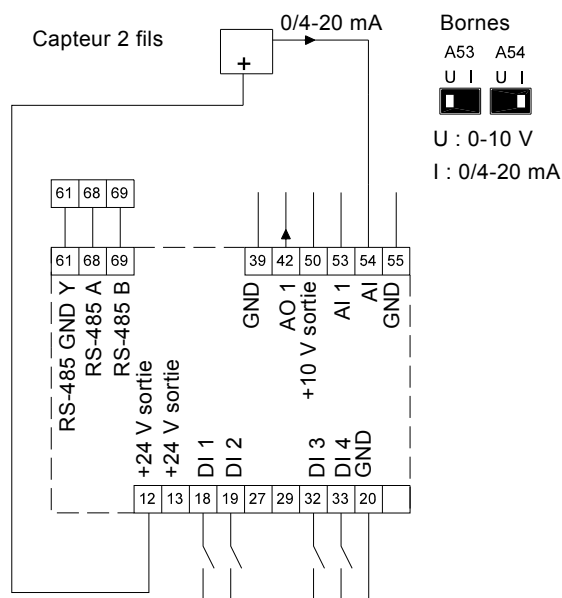 Capteur 2 fils
+
0/4-20 mA
Bornes
A53 A54
U I U I
U : 0-10 V
I : 0/4-20 mA
61 68 69
61 68 69
RS-485 GND Y
RS-485 A
RS-485 B
39 42 50 53 54 55
GND
AO 1
+10 V sortie
AI 1
AI
GND
+24 V sortie
+24 V sortie
DI 1
DI 2
DI 3
DI 4
GND
12 13 18 19 27 29 32 33 20